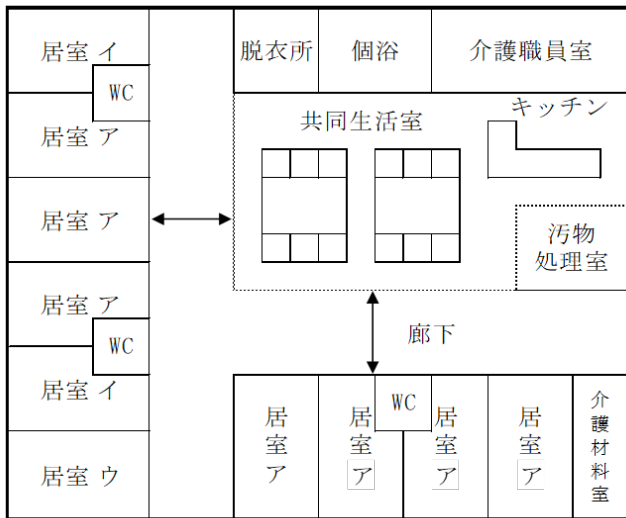 居室 イ
WC
居室 ア
居室 ア
居室 ア
WC
居室 イ
居室 ウ
脱衣所
個浴
介護職員室
共同生活室
キッチン
汚物
処理室
廊下
居室ア
居室ア
WC
居室ア
居室ア
介護材料室